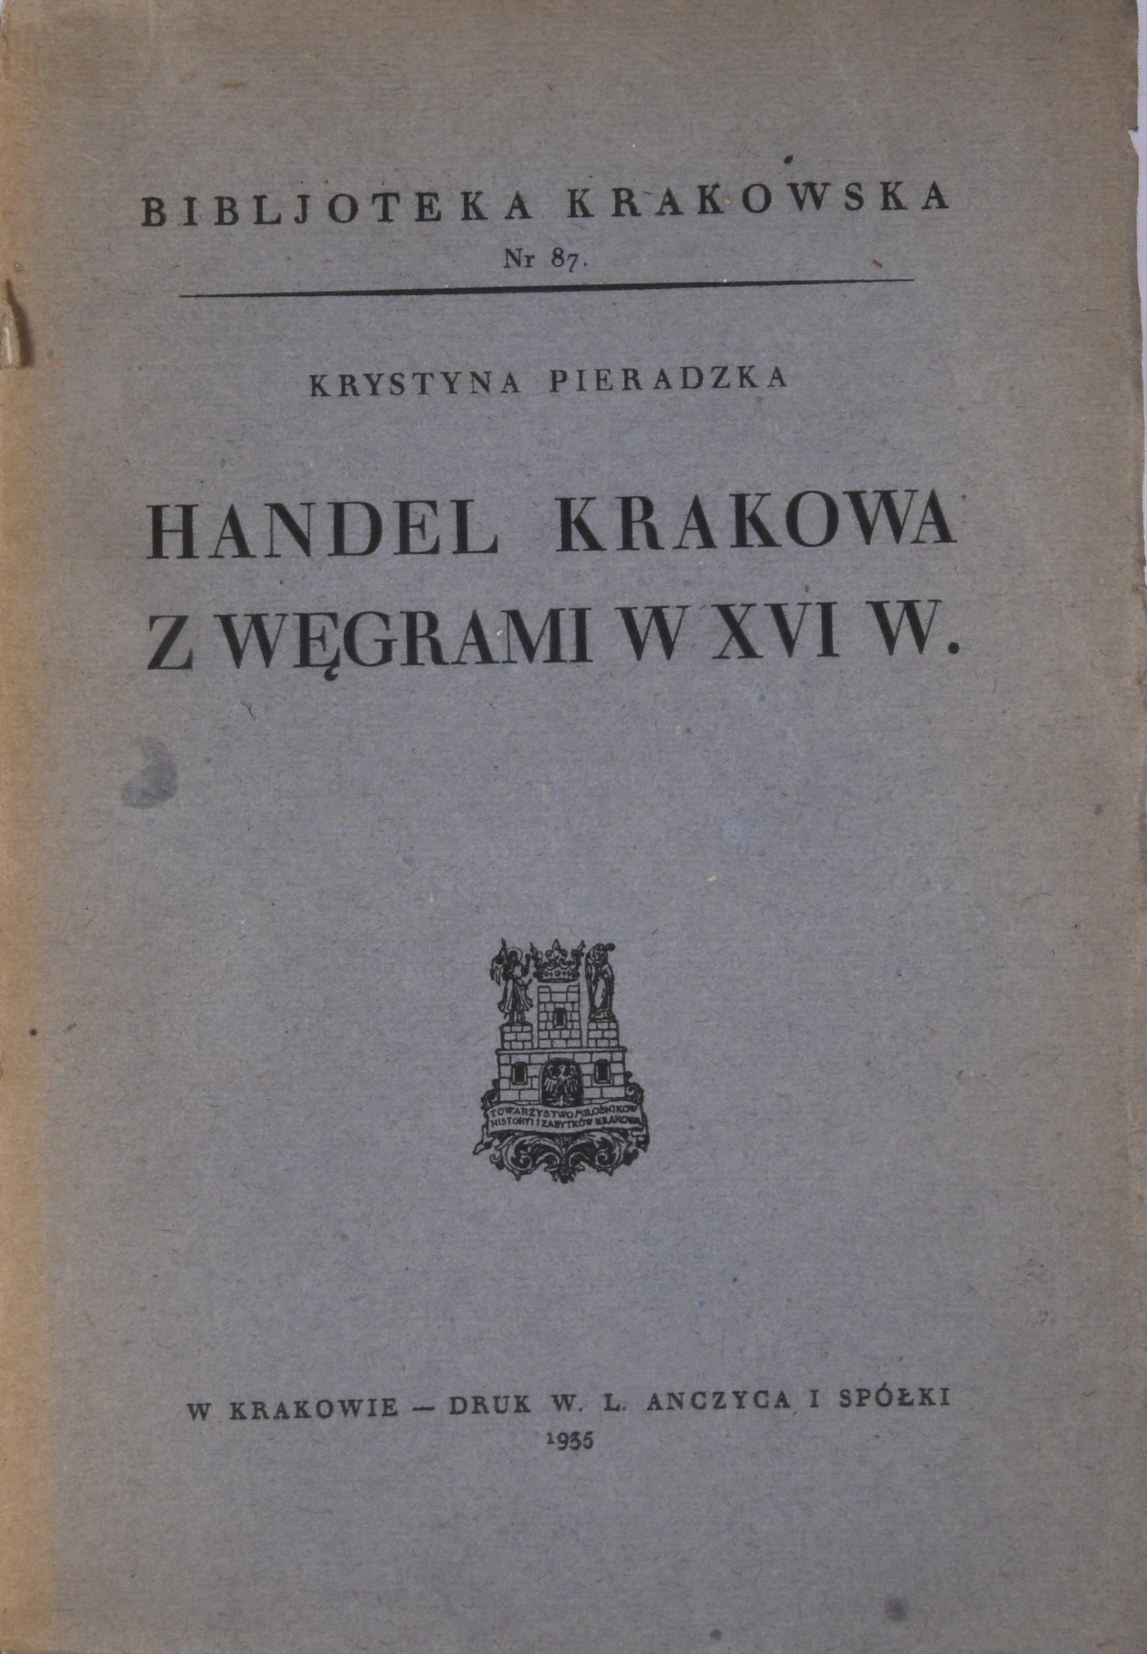 BIBLJOTEKA KRAKOWSKA
Nr 87.
KRYSTYNA PIERADZKA
HANDEL KRAKOWA
Z WĘGRAMI W XVI W.
TOWARZYSTWO MIŁOŚNIKÓW
HISTORYI I ZABYTKÓW KRAKOWA
W KRAKOWIE — DRUK W. L. ANCZYCA I SPÓŁKI
1935